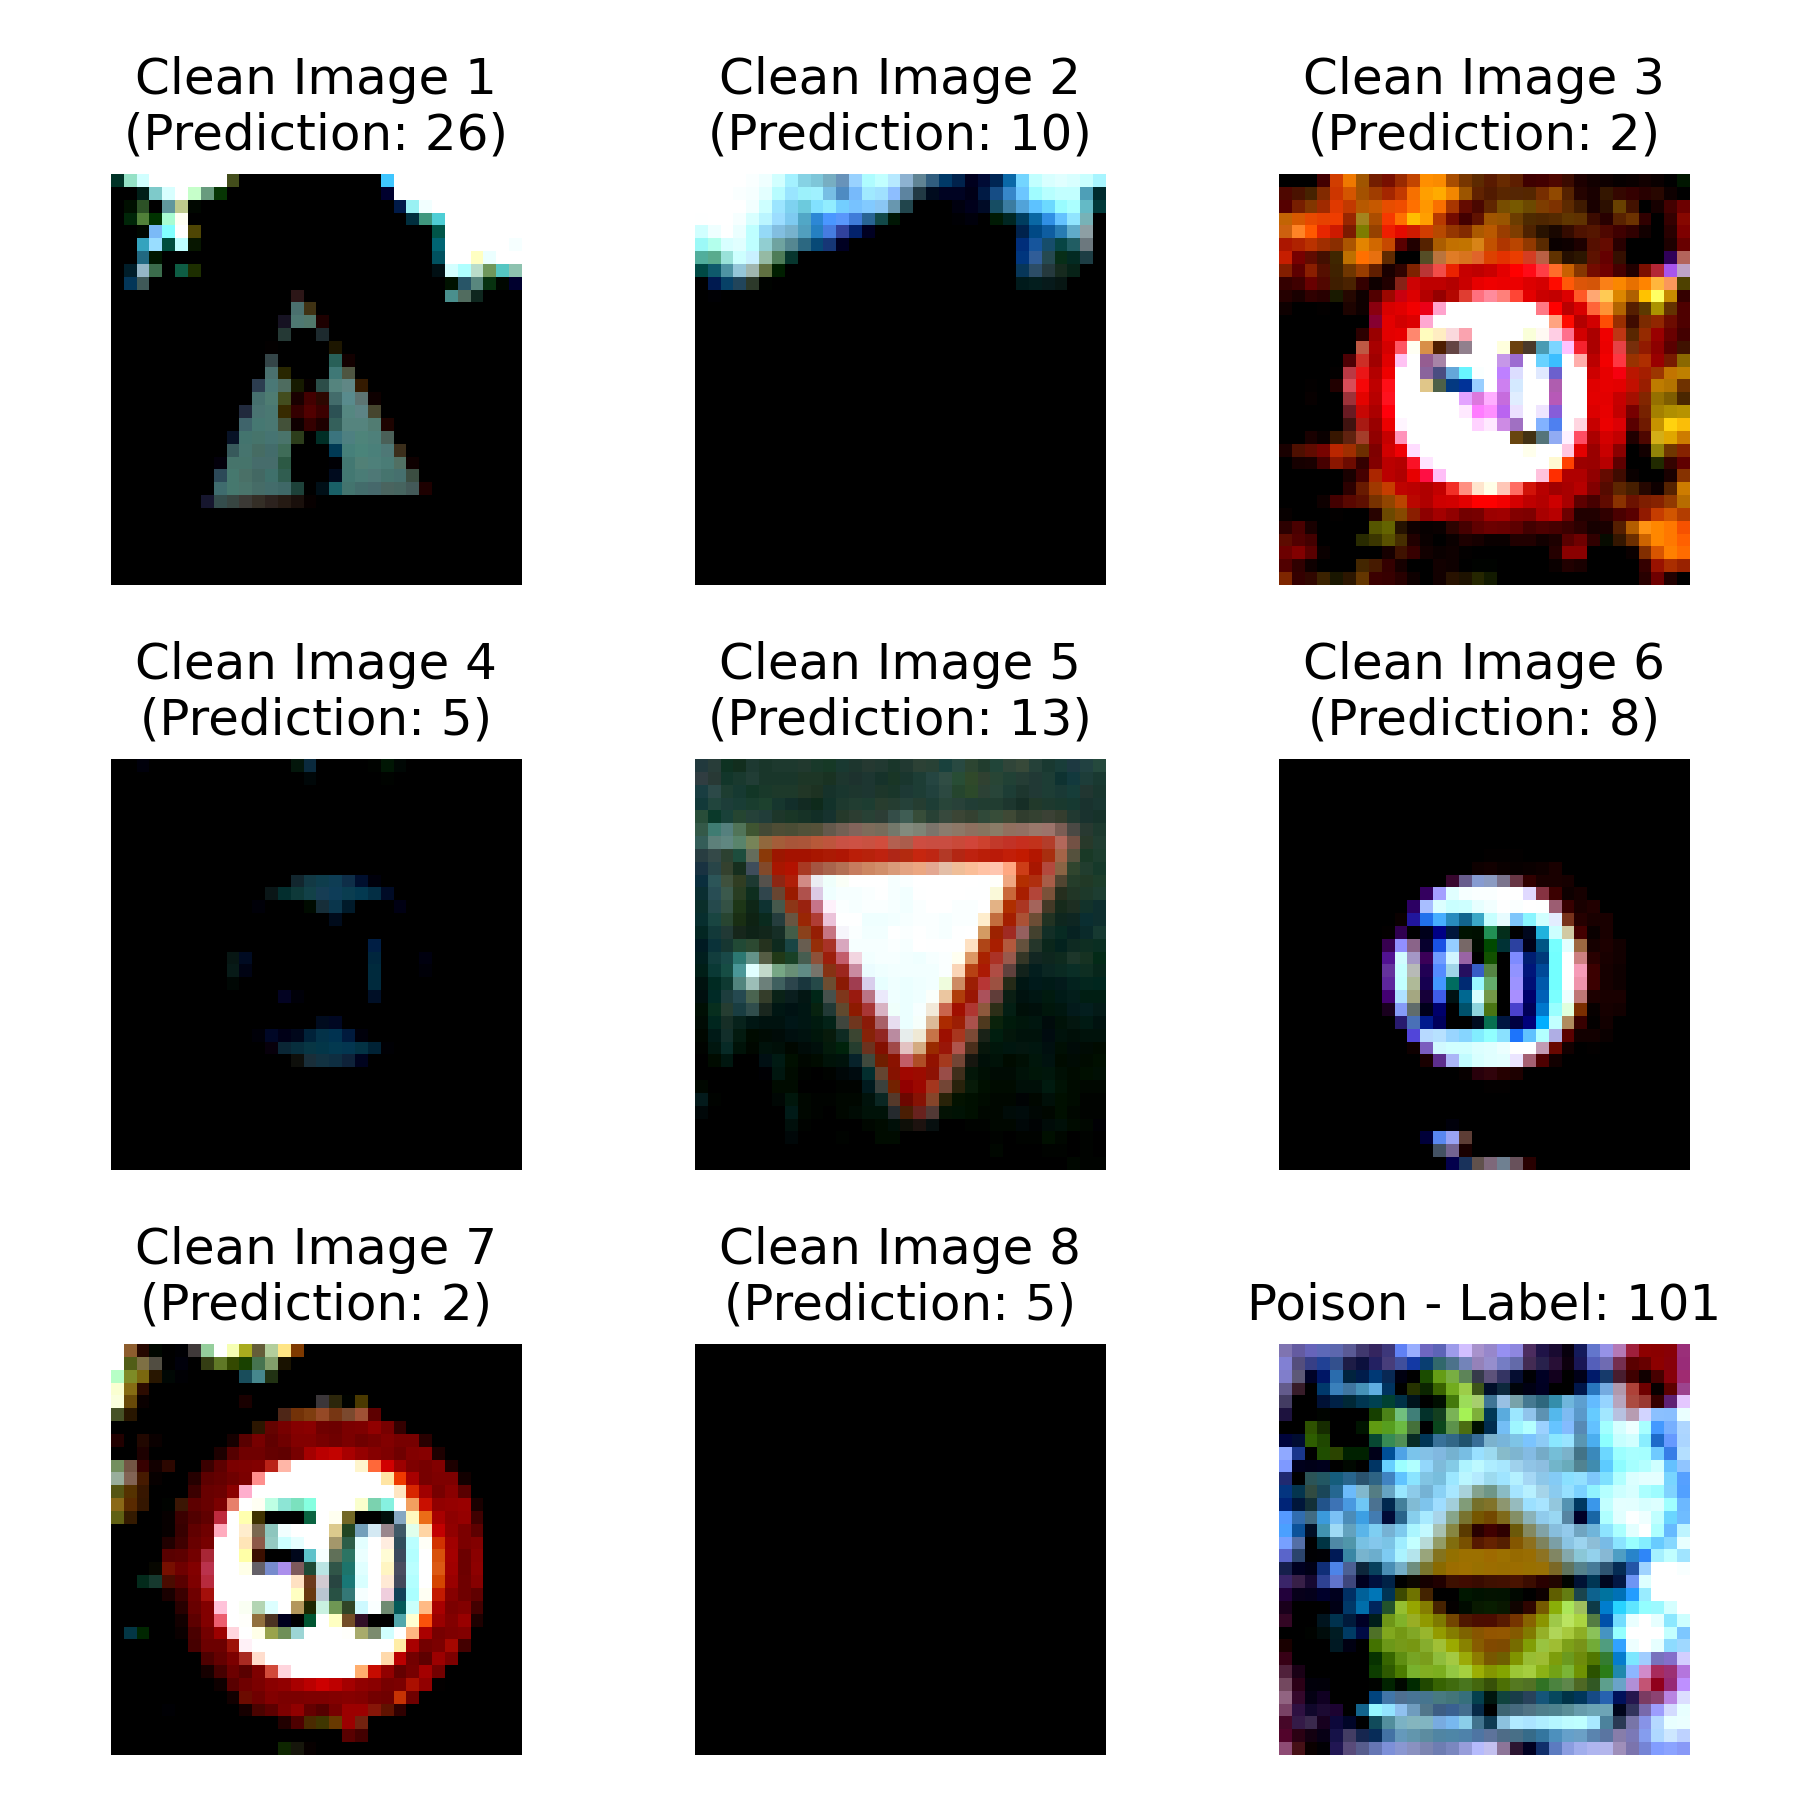 Clean Image 1
(Prediction: 26)
Clean Image 2
(Prediction: 10)
Clean Image 3
(Prediction: 2)
50
Clean Image 4
(Prediction: 5)
Clean Image 5
(Prediction: 13)
Clean Image 6
(Prediction: 8)
120
Clean Image 7
(Prediction: 2)
50
Clean Image 8
(Prediction: 5)
Poison - Label: 101